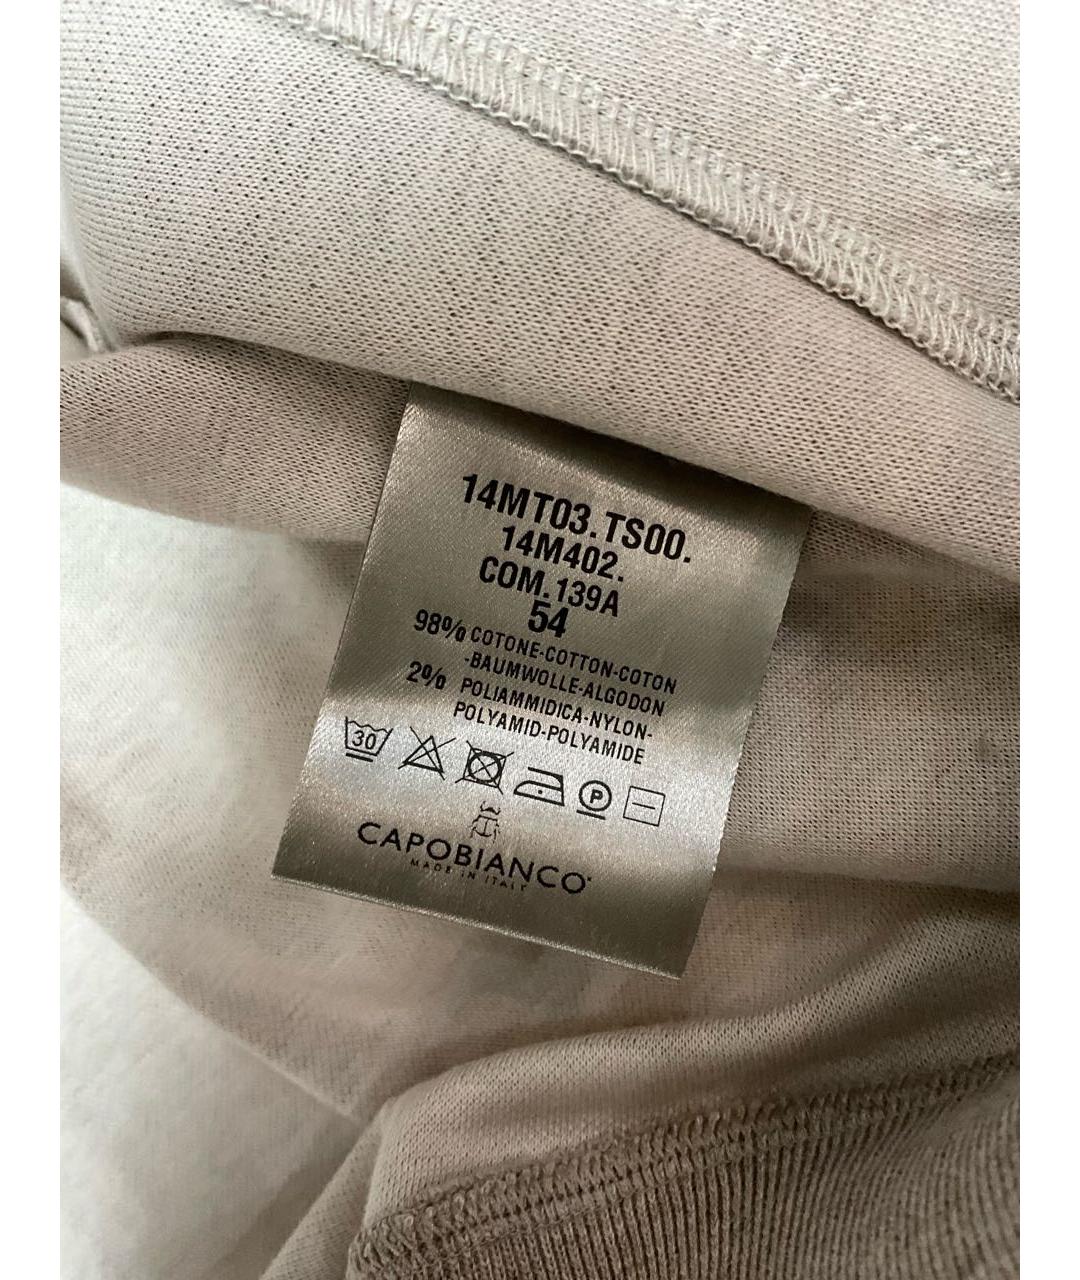 14MT03.TS00.
14M402.
COM.139A
54
98% COTONE-COTTON-COTON
-BAUMWOLLE-ALGODON
2% POLIAMMIDICA-NYLON-
POLYAMID-POLYAMIDE
30 P
CAPOBIANCO
MADE IN ITALY